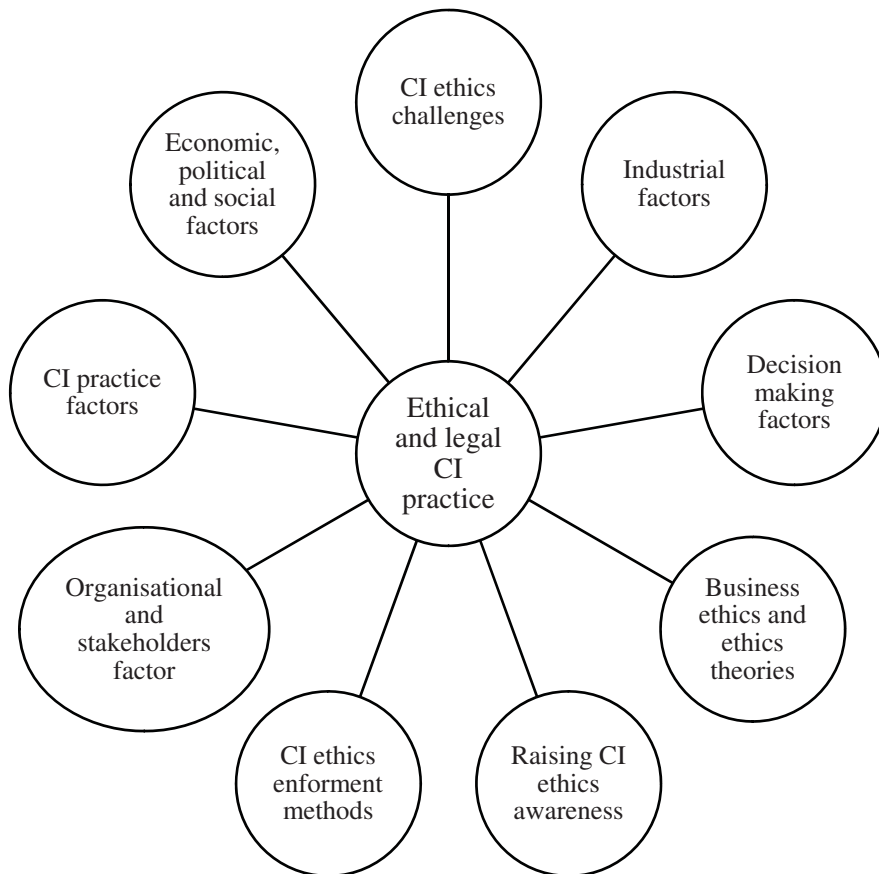 CI ethics
challenges
Industrial
factors
Decision
making
factors
Business
ethics and
ethics
theories
Raising CI
ethics
awareness
CI ethics
enforment
methods
Organisational
and
stakeholders
factor
CI practice
factors
Economic,
political
and social
factors
Ethical
and legal
CI
practice